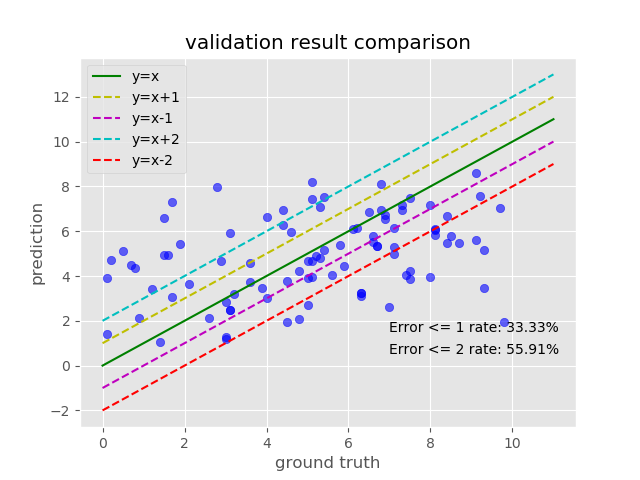 validation result comparison
y=x
y=x+1
y=x-1
y=x+2
y=x-2
12
10
8
6
4
2
0
−2
prediction
Error <= 1 rate: 33.33%
Error <= 2 rate: 55.91%
0 2 4 6 8 10
ground truth